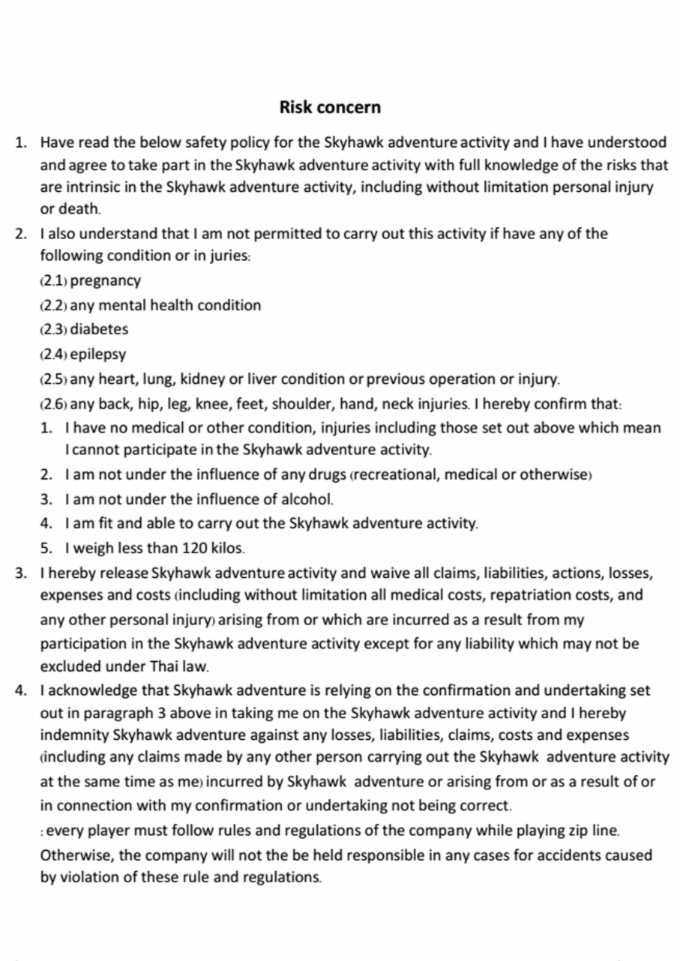 Risk concern
1. Have read the below safety policy for the Skyhawk adventure activity and I have understood
and agree to take part in the Skyhawk adventure activity with full knowledge of the risks that
are intrinsic in the Skyhawk adventure activity, including without limitation personal injury
or death.
2. I also understand that I am not permitted to carry out this activity if have any of the
following condition or in juries:
(2.1) pregnancy
(2.2) any mental health condition
(2.3) diabetes
(2.4) epilepsy
(2.5) any heart, lung, kidney or liver condition or previous operation or injury.
(2.6) any back, hip, leg, knee, feet, shoulder, hand, neck injuries. I hereby confirm that:
1. I have no medical or other condition, injuries including those set out above which mean
I cannot participate in the Skyhawk adventure activity.
2. I am not under the influence of any drugs (recreational, medical or otherwise)
3. I am not under the influence of alcohol.
4. I am fit and able to carry out the Skyhawk adventure activity.
5. I weigh less than 120 kilos.
3. I hereby release Skyhawk adventure activity and waive all claims, liabilities, actions, losses,
expenses and costs (including without limitation all medical costs, repatriation costs, and
any other personal injury) arising from or which are incurred as a result from my
participation in the Skyhawk adventure activity except for any liability which may not be
excluded under Thai law.
4. I acknowledge that Skyhawk adventure is relying on the confirmation and undertaking set
out in paragraph 3 above in taking me on the Skyhawk adventure activity and I hereby
indemnity Skyhawk adventure against any losses, liabilities, claims, costs and expenses
(including any claims made by any other person carrying out the Skyhawk adventure activity
at the same time as me) incurred by Skyhawk adventure or arising from or as a result of or
in connection with my confirmation or undertaking not being correct.
: every player must follow rules and regulations of the company while playing zip line.
Otherwise, the company will not the be held responsible in any cases for accidents caused
by violation of these rule and regulations.